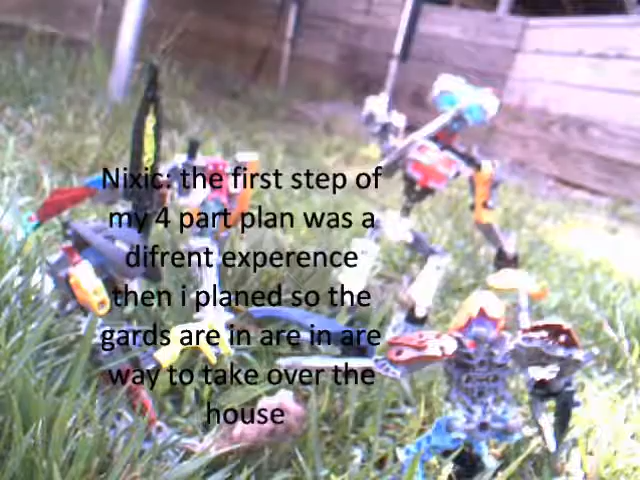 Nixic: the first step of
my 4 part plan was a
difrent experence
then i planed so the
gards are in are in are
way to take over the
house